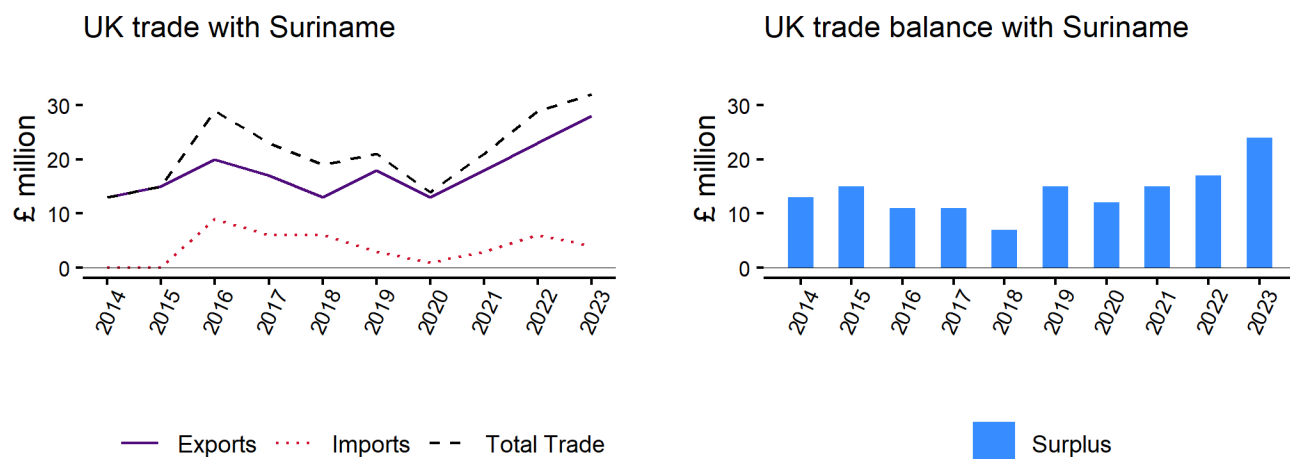 UK trade with Suriname
£ million
30
20
10
0
2014 2015 2016 2017 2018 2019 2020 2021 2022 2023
Exports Imports Total Trade
UK trade balance with Suriname
£ million
30
20
10
0
2014 2015 2016 2017 2018 2019 2020 2021 2022 2023
Surplus